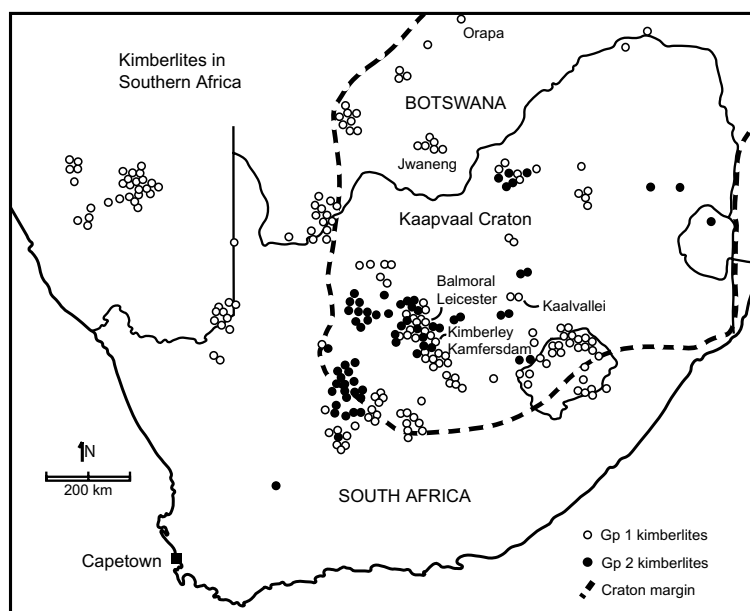 Orapa
Kimberlites in
Southern Africa
BOTSWANA
Jwaneng
Kaapvaal Craton
Balmoral
Leicester
Kaalvallei
Kimberley
Kamfersdam
N
200 km
SOUTH AFRICA
Gp 1 kimberlites
Gp 2 kimberlites
Capetown
Craton margin